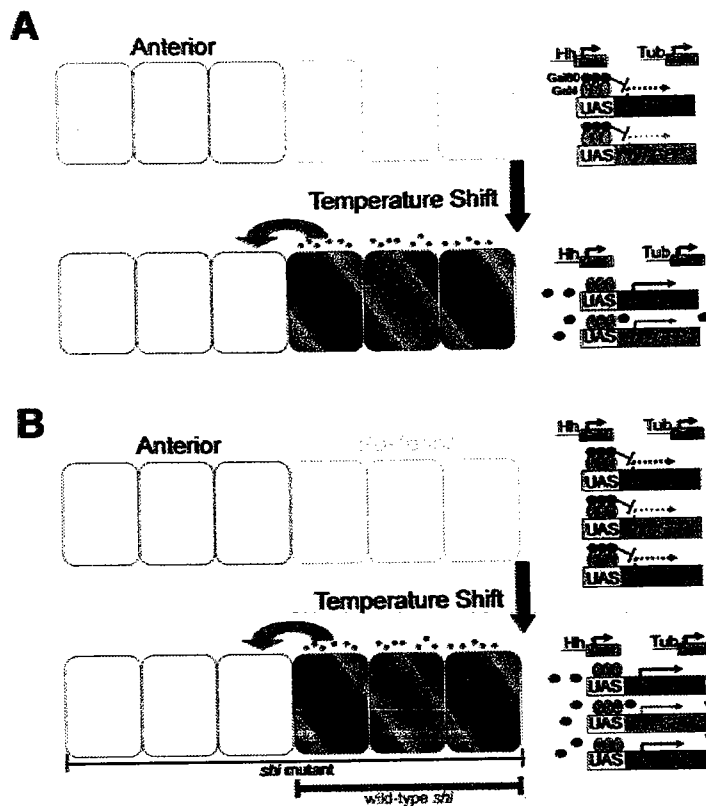 A
Anterior
Hh
Tub
Gal80
Gal4
UAS
UAS
Temperature Shift
Hh
Tub
UAS
UAS
B
Anterior
Hh
Tub
UAS
UAS
UAS
Temperature Shift
Hh
Tub
UAS
UAS
UAS
shi mutant
wild-type shi